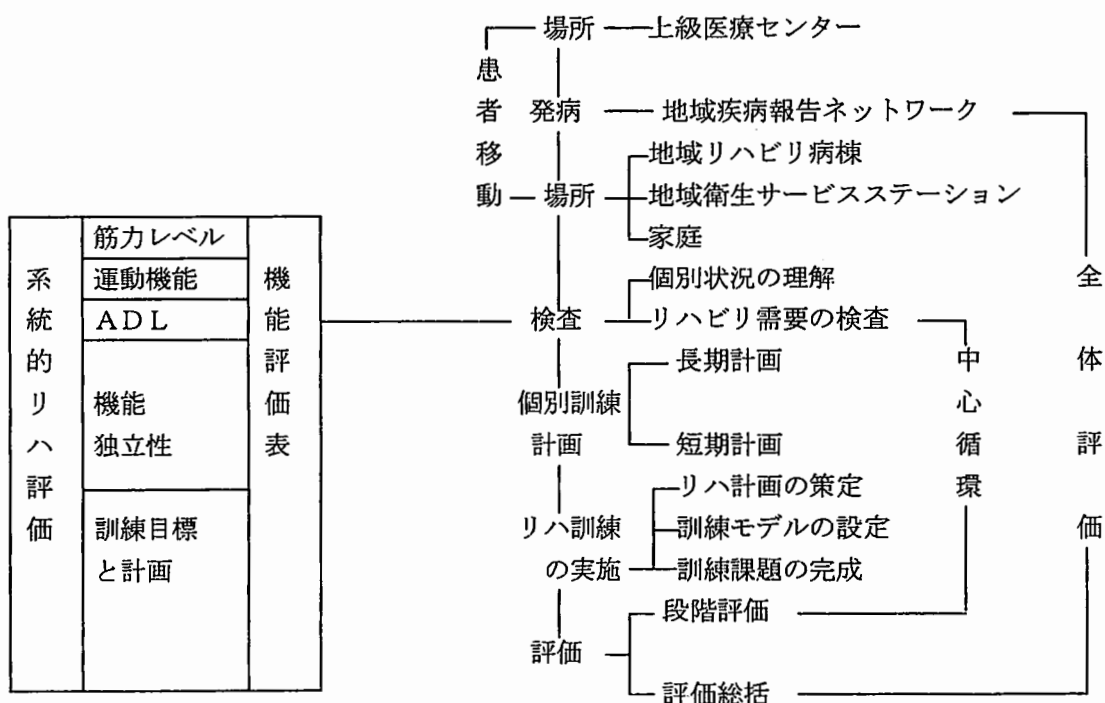 場所
上級医療センター
患者移動
発病
地域疾病報告ネットワーク
場所
地域リハビリ病棟
地域衛生サービスステーション
家庭
系統的リハ評価
筋力レベル
運動機能
ADL
機能
独立性
訓練目標
と計画
機能評価表
検査
個別状況の理解
リハビリ需要の検査
個別訓練
計画
長期計画
短期計画
リハ訓練
の実施
リハ計画の策定
訓練モデルの設定
訓練課題の完成
評価
段階評価
評価総括
中心循環
全体評価